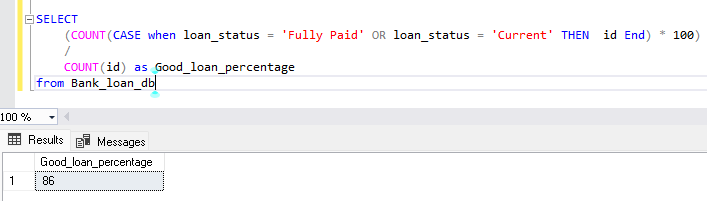 SELECT
(COUNT(CASE when loan_status = 'Fully Paid' OR loan_status = 'Current' THEN id End) * 100)
/
COUNT(id) as Good_loan_percentage
from Bank_loan_db
100 %
Results Messages
Good_loan_percentage
1 86